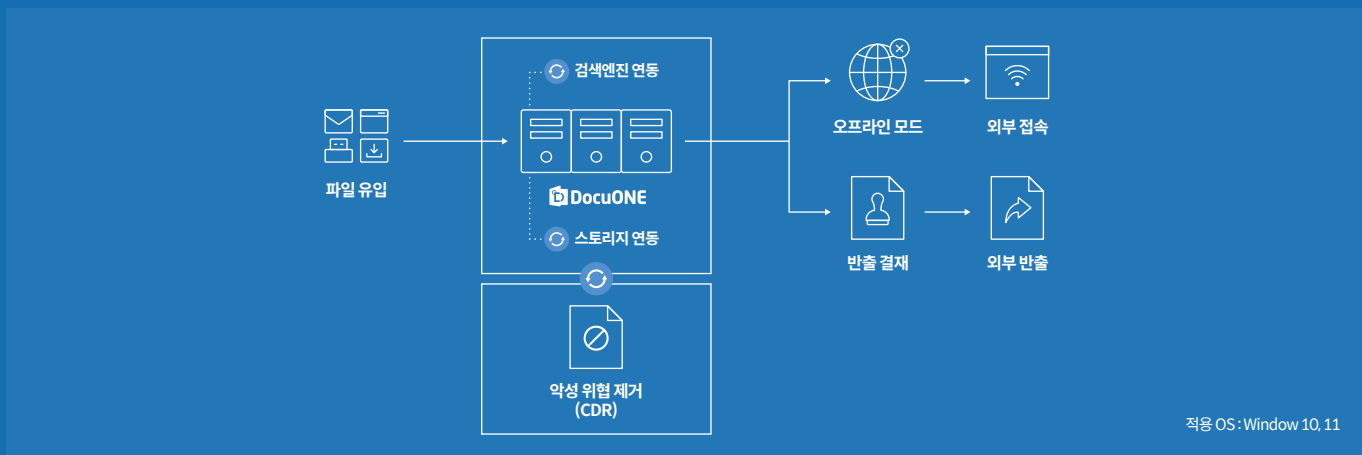 파일 유입
검색엔진 연동
DocuONE
스토리지 연동
악성 위협 제거
(CDR)
오프라인 모드
외부 접속
반출 결재
외부 반출
적용 OS : Window 10, 11